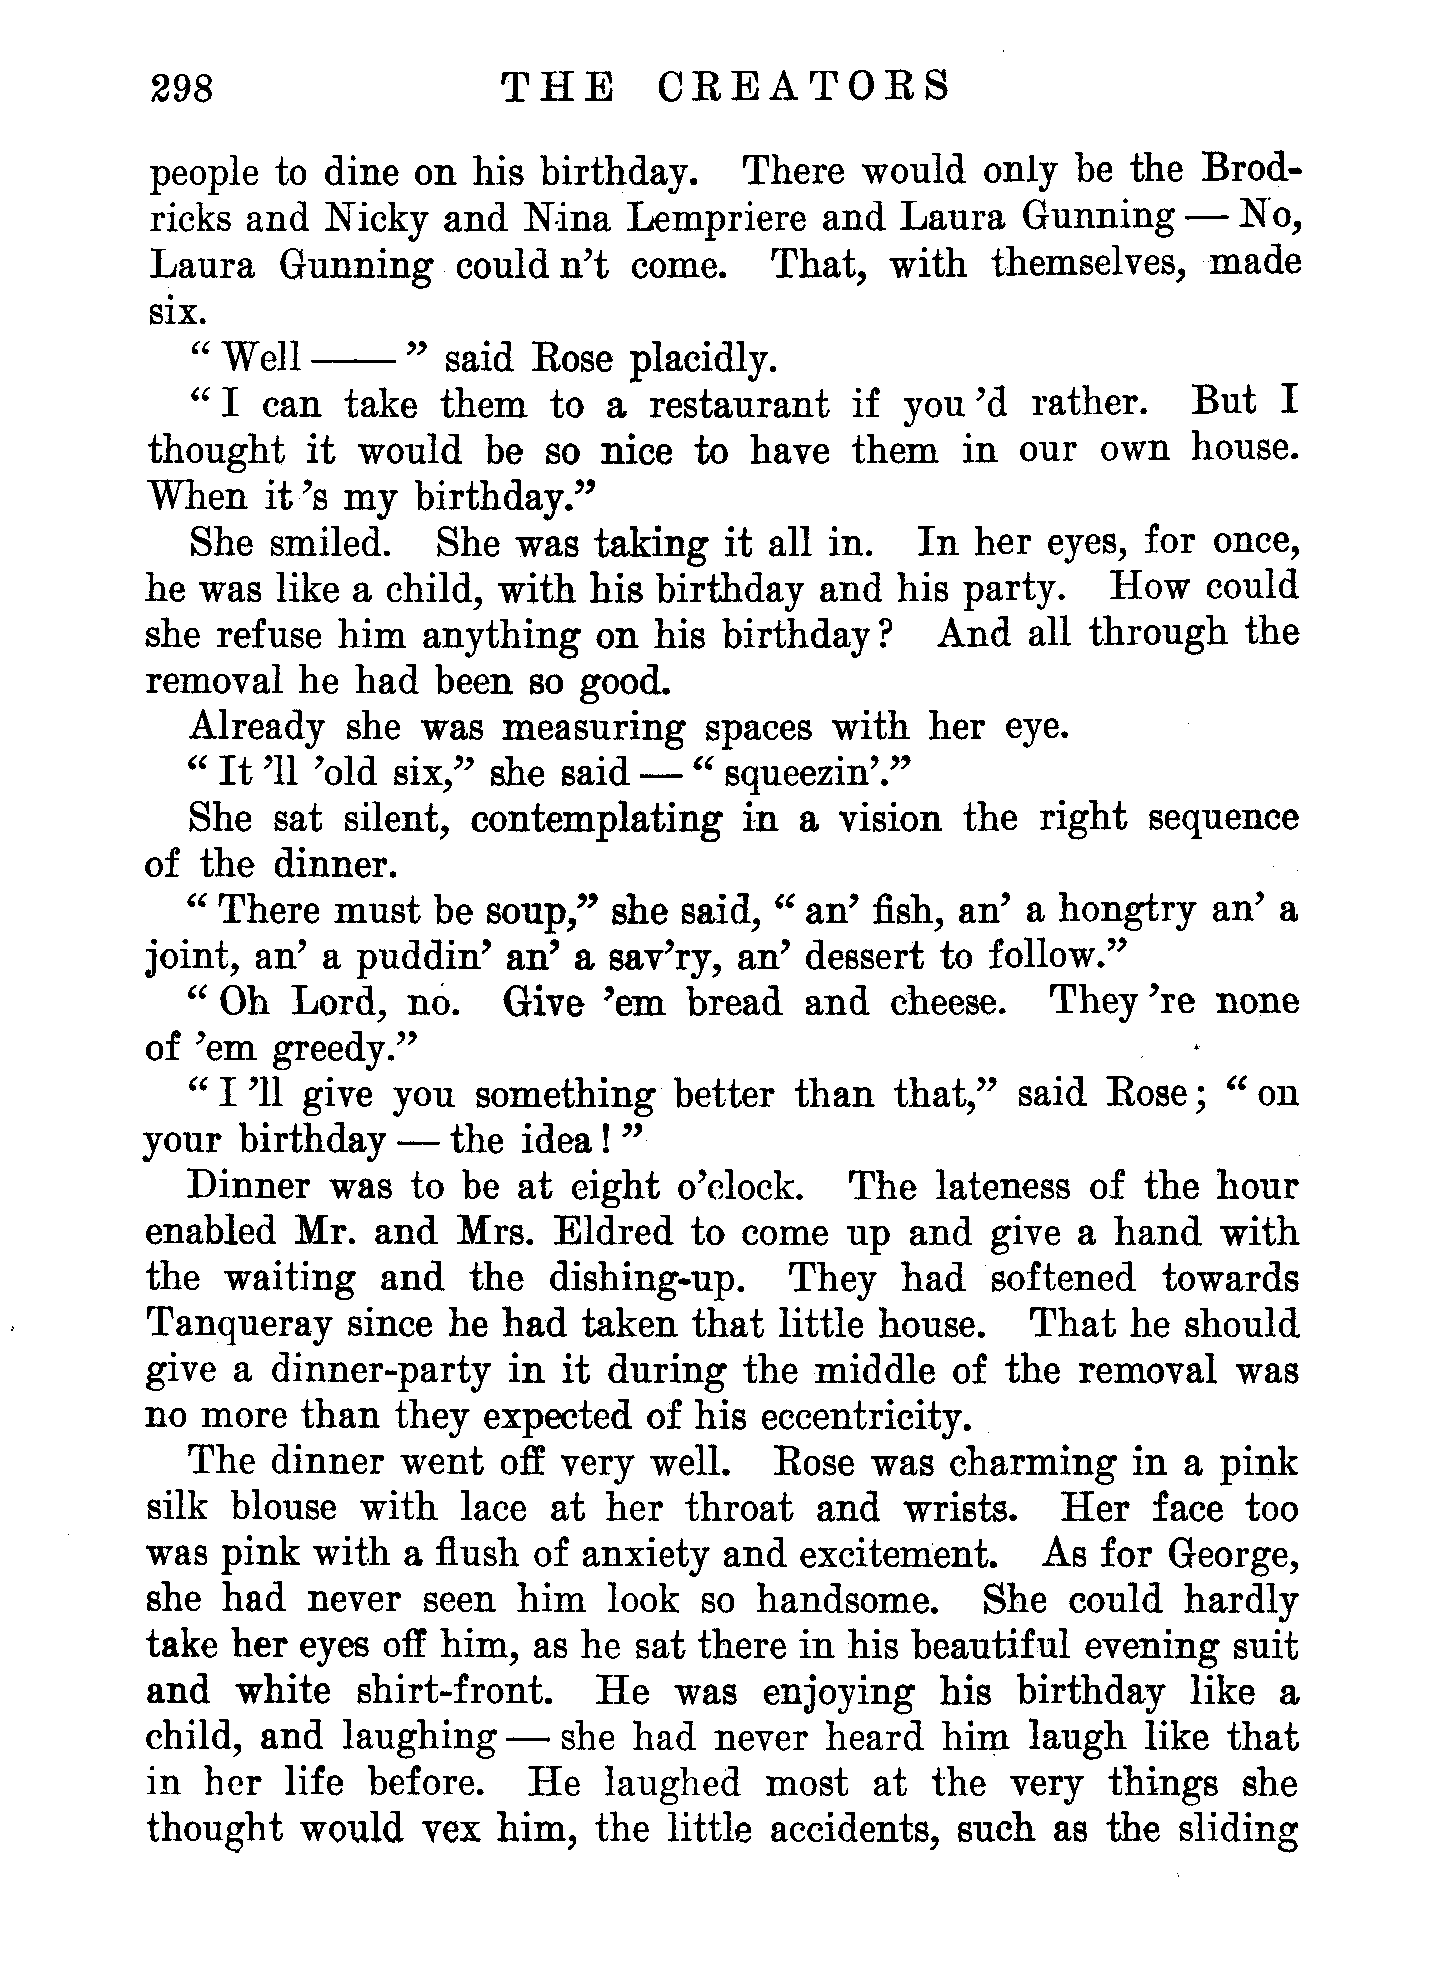 298 THE CREATORS
people to dine on his birthday. There would only be the Brod-
ricks and Nicky and Nina Lempriere and Laura Gunning — No,
Laura Gunning could n't come. That, with themselves, made
six.
“ Well —— ” said Rose placidly.
“ I can take them to a restaurant if you 'd rather. But I
thought it would be so nice to have them in our own house.
When it 's my birthday.”
She smiled. She was taking it all in. In her eyes, for once,
he was like a child, with his birthday and his party. How could
she refuse him anything on his birthday? And all through the
removal he had been so good.
Already she was measuring spaces with her eye.
“ It 'll 'old six,” she said — “ squeezin'.”
She sat silent, contemplating in a vision the right sequence
of the dinner.
“ There must be soup,” she said, “ an' fish, an' a hongtry an' a
joint, an' a puddin' an' a sav'ry, an' dessert to follow.”
“ Oh Lord, no. Give 'em bread and cheese. They 're none
of 'em greedy.”
“ I 'll give you something better than that,” said Rose; “ on
your birthday — the idea! ”
Dinner was to be at eight o'clock. The lateness of the hour
enabled Mr. and Mrs. Eldred to come up and give a hand with
the waiting and the dishing-up. They had softened towards
Tanqueray since he had taken that little house. That he should
give a dinner-party in it during the middle of the removal was
no more than they expected of his eccentricity.
The dinner went off very well. Rose was charming in a pink
silk blouse with lace at her throat and wrists. Her face too
was pink with a flush of anxiety and excitement. As for George,
she had never seen him look so handsome. She could hardly
take her eyes off him, as he sat there in his beautiful evening suit
and white shirt-front. He was enjoying his birthday like a
child, and laughing — she had never heard him laugh like that
in her life before. He laughed most at the very things she
thought would vex him, the little accidents, such as the sliding